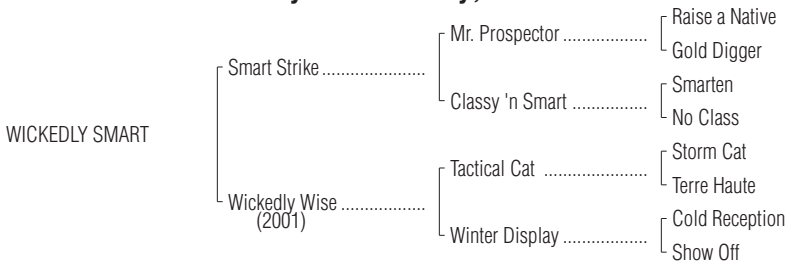 Raise a Native
Mr. Prospector ..................
Gold Digger
Smart Strike ......................
Smarten
Classy 'n Smart ................
No Class
WICKEDLY SMART
Storm Cat
Tactical Cat ......................
Terre Haute
Wickedly Wise ..................
(2001)
Cold Reception
Winter Display ..................
Show Off